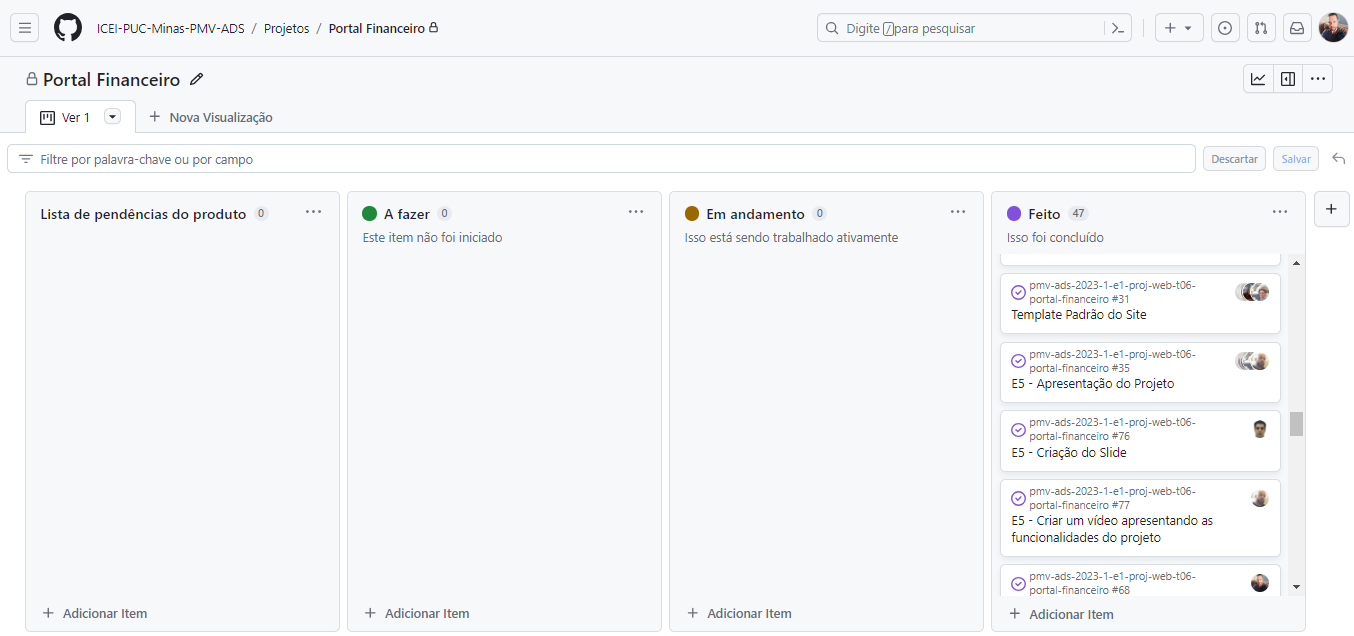 ICEI-PUC-Minas-PMV-ADS / Projetos / Portal Financeiro
Digite / para pesquisar
Portal Financeiro
Ver 1
Nova Visualização
Filtre por palavra-chave ou por campo
Descartar
Salvar
Lista de pendências do produto 0
Adicionar Item
A fazer 0
Este item não foi iniciado
Adicionar Item
Em andamento 0
Isso está sendo trabalhado ativamente
Adicionar Item
Feito 47
Isso foi concluído
pmv-ads-2023-1-e1-proj-web-t06-
portal-financeiro #31
Template Padrão do Site
pmv-ads-2023-1-e1-proj-web-t06-
portal-financeiro #35
E5 - Apresentação do Projeto
pmv-ads-2023-1-e1-proj-web-t06-
portal-financeiro #76
E5 - Criação do Slide
pmv-ads-2023-1-e1-proj-web-t06-
portal-financeiro #77
E5 - Criar um vídeo apresentando as
funcionalidades do projeto
pmv-ads-2023-1-e1-proj-web-t06-
portal-financeiro #68
Adicionar Item